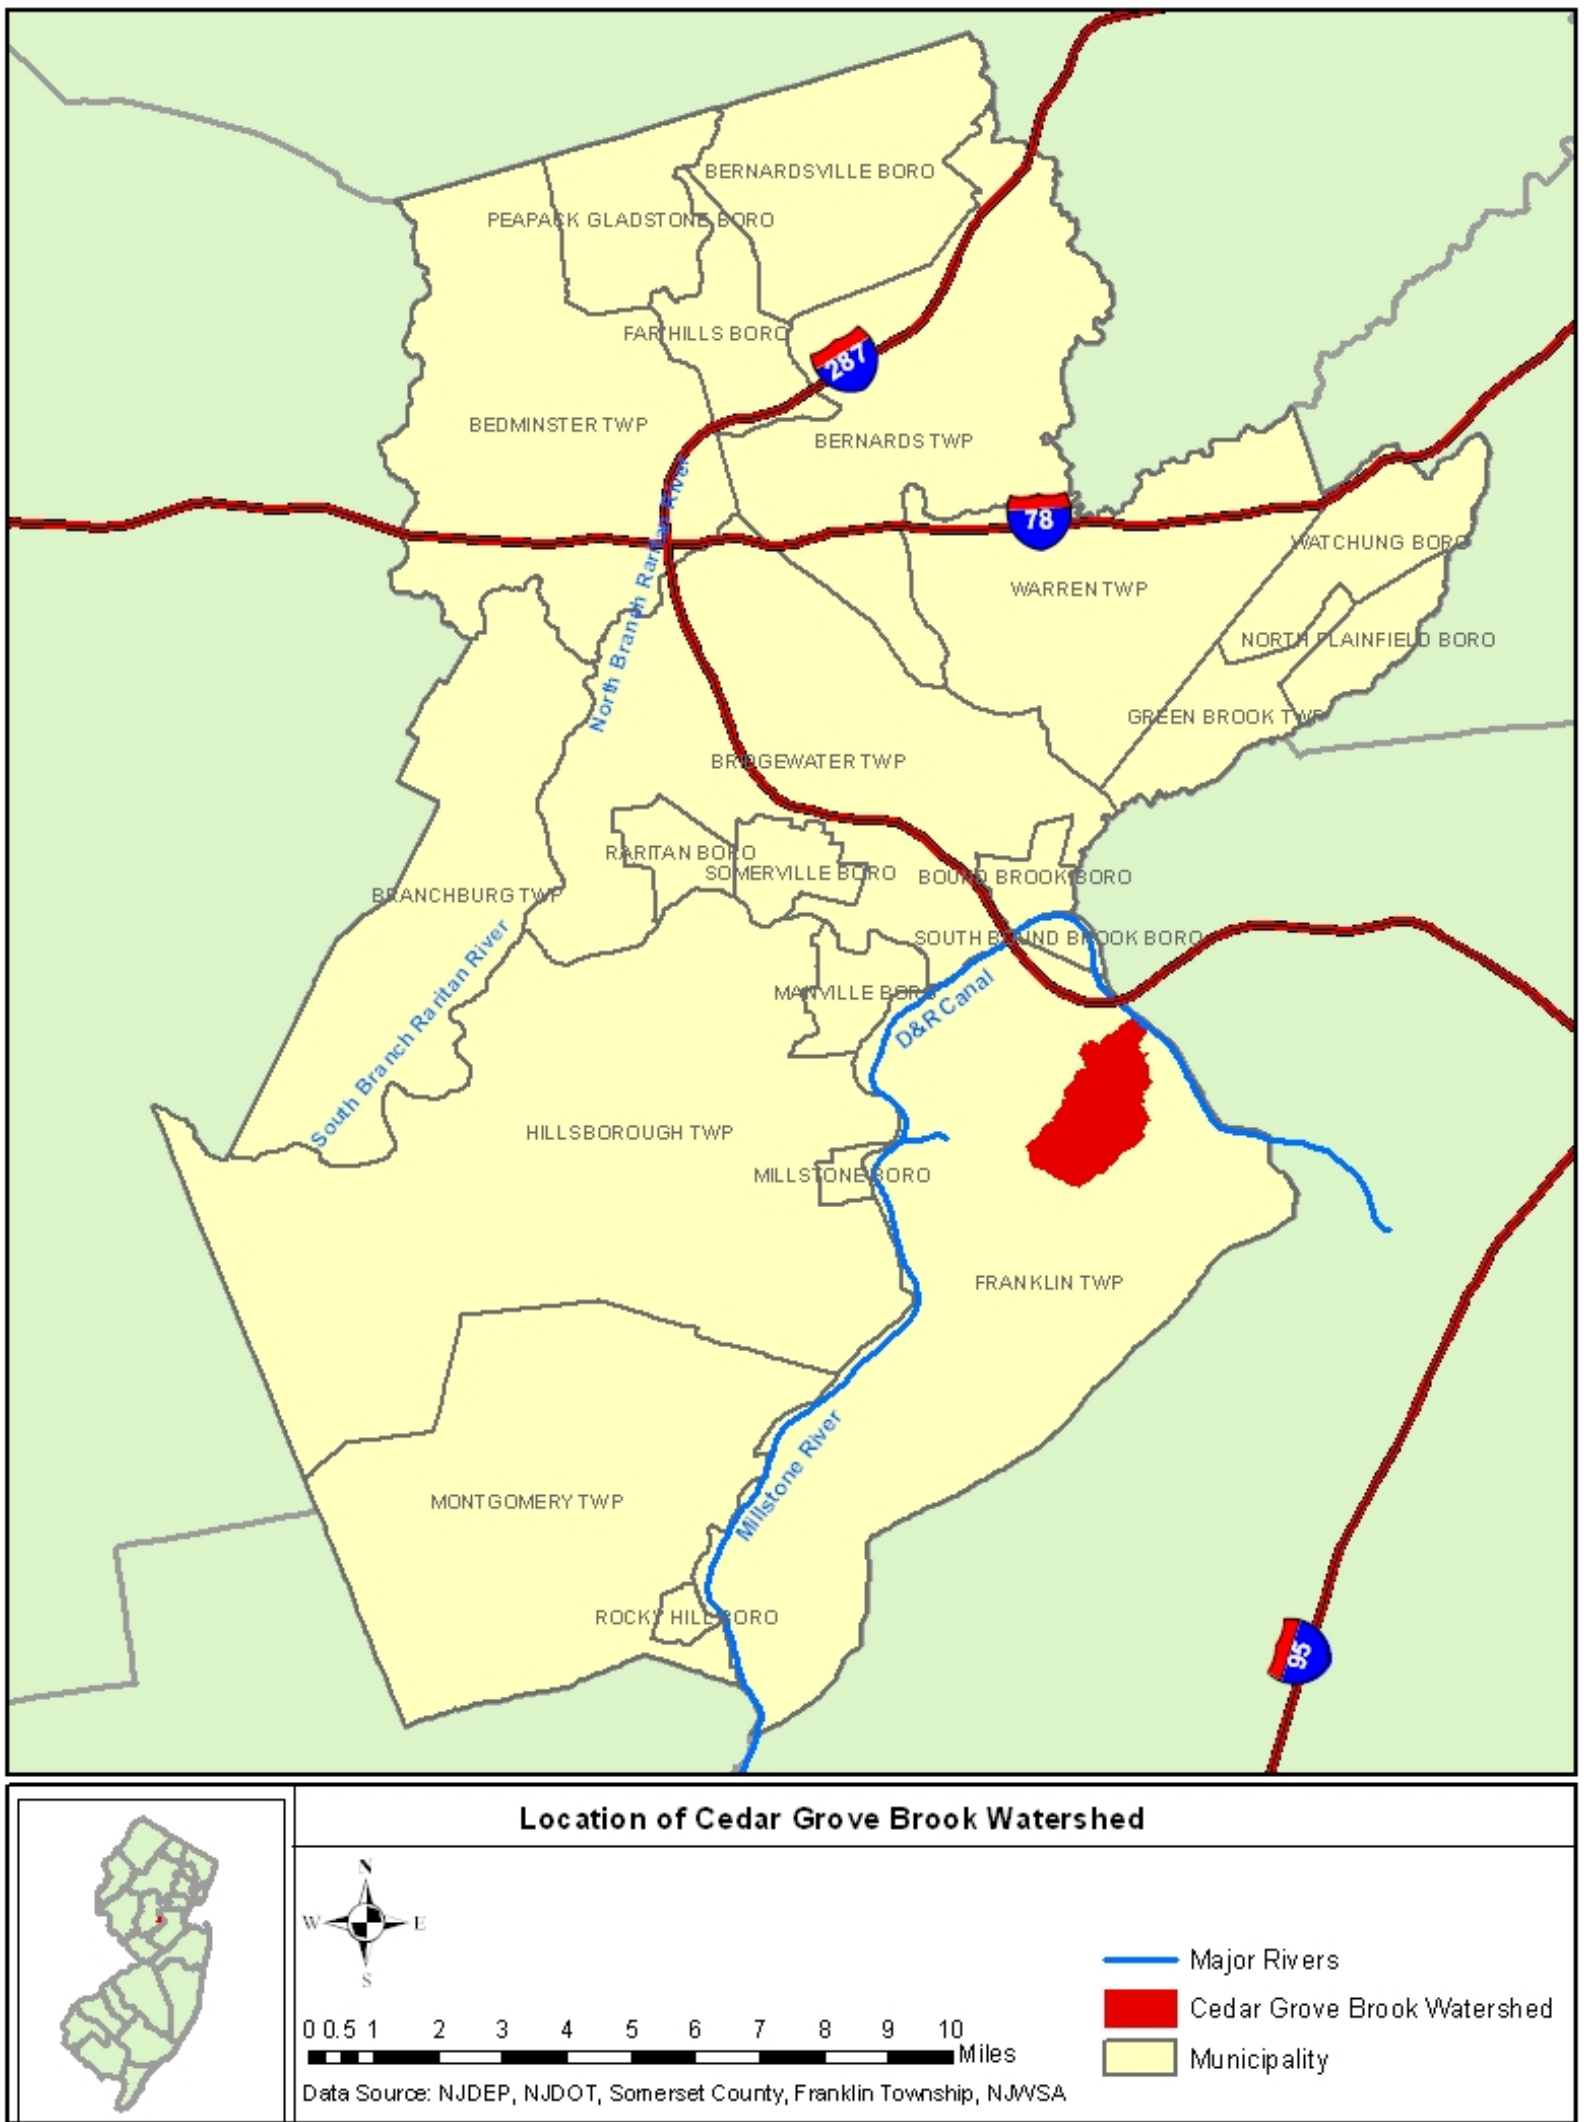 BERNARDSVILLE BORO
PEAPACK GLADSTONE BORO
FAR HILLS BORO
287
BEDMINSTER TWP
BERNARDS TWP
78
WATCHUNG BORO
WARREN TWP
North Branch Raritan River
NORTH PLAINFIELD BORO
GREEN BROOK TWP
BRIDGEWATER TWP
RARITAN BORO
SOMERVILLE BORO
BOUND BROOK BORO
BRANCHBURG TWP
SOUTH BOUND BROOK BORO
South Branch Raritan River
MANVILLE BORO
D&R Canal
HILLSBOROUGH TWP
MILLSTONE BORO
FRANKLIN TWP
Millstone River
MONTGOMERY TWP
ROCKY HILL BORO
95
Location of Cedar Grove Brook Watershed
N
W E
S
Major Rivers
Cedar Grove Brook Watershed
Municipality
0 0.5 1 2 3 4 5 6 7 8 9 10
Miles
Data Source: NJDEP, NJDOT, Somerset County, Franklin Township, NJWSA